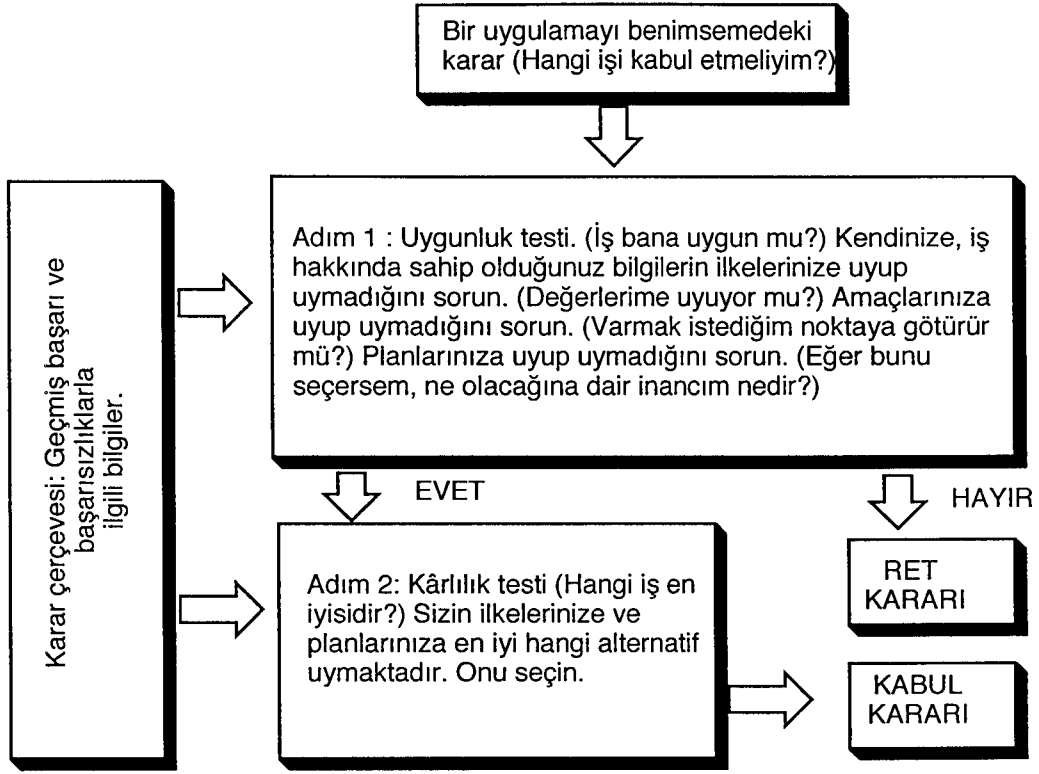 Bir uygulamayı benimsemedeki
karar (Hangi işi kabul etmeliyim?)
Karar çerçevesi: Geçmiş başarı ve
başarısızlıklarla
ilgili bilgiler.
Adım 1 : Uygunluk testi. (İş bana uygun mu?) Kendinize, iş
hakkında sahip olduğunuz bilgilerin ilkelerinize uyup
uymadığını sorun. (Değerlerime uyuyor mu?) Amaçlarınıza
uyup uymadığını sorun. (Varmak istediğim noktaya götürür
mü?) Planlarınıza uyup uymadığını sorun. (Eğer bunu
seçersem, ne olacağına dair inancım nedir?)
EVET
HAYIR
Adım 2: Kârlılık testi (Hangi iş en
iyisidir?) Sizin ilkelerinize ve
planlarınıza en iyi hangi alternatif
uymaktadır. Onu seçin.
RET
KARARI
KABUL
KARARI